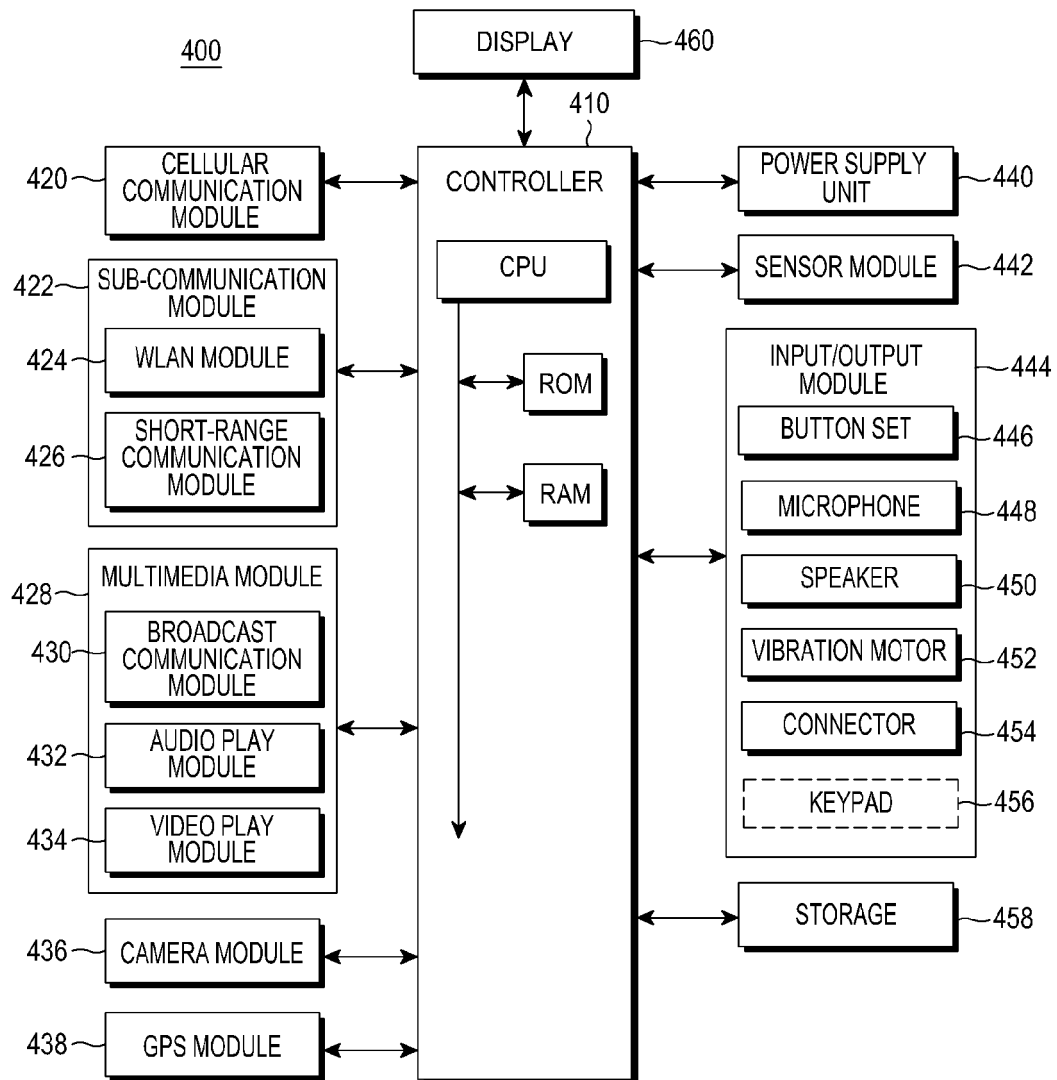 400
DISPLAY
460
410
420
CELLULAR
COMMUNICATION
MODULE
CONTROLLER
POWER SUPPLY
UNIT
440
CPU
SENSOR MODULE
442
422
SUB-COMMUNICATION
MODULE
424
WLAN MODULE
ROM
INPUT/OUTPUT
MODULE
444
BUTTON SET
446
426
SHORT-RANGE
COMMUNICATION
MODULE
RAM
MICROPHONE
448
428
MULTIMEDIA MODULE
SPEAKER
450
430
BROADCAST
COMMUNICATION
MODULE
VIBRATION MOTOR
452
432
AUDIO PLAY
MODULE
CONNECTOR
454
434
VIDEO PLAY
MODULE
KEYPAD
456
436
CAMERA MODULE
STORAGE
458
438
GPS MODULE